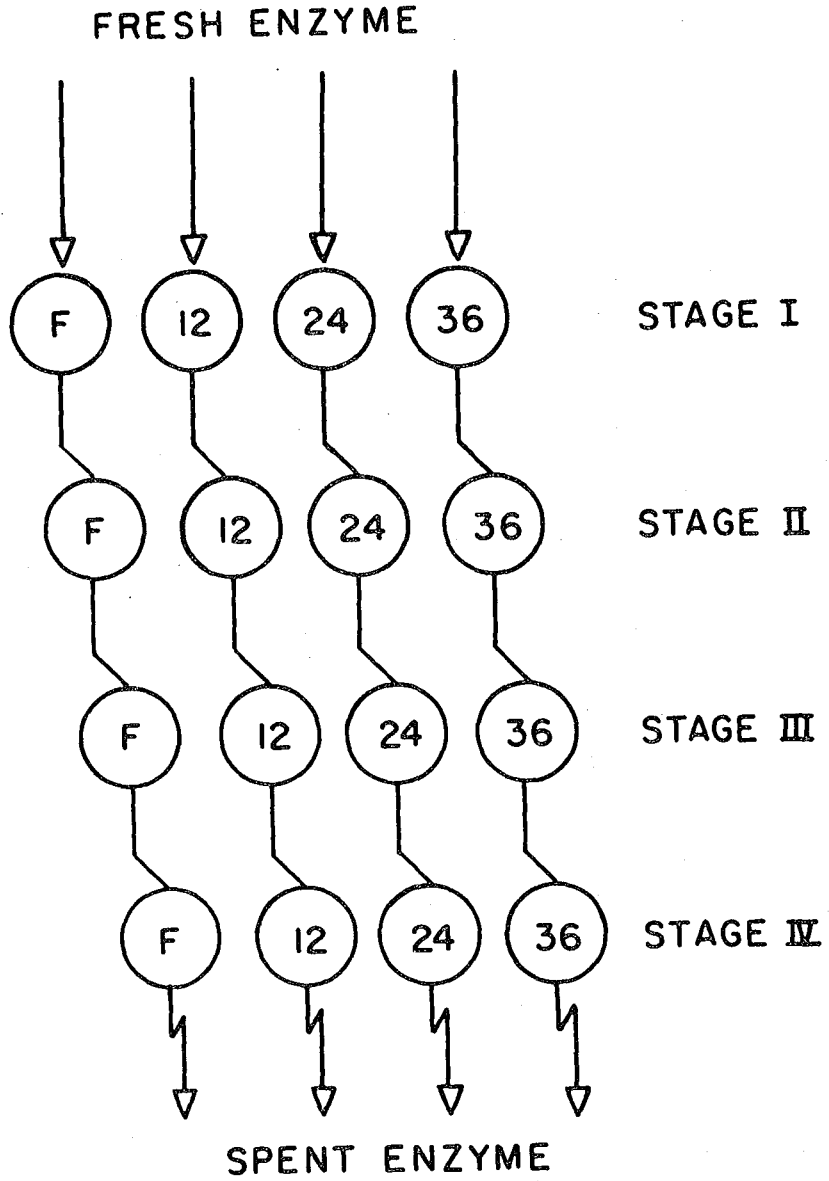 FRESH ENZYME
F 12 24 36 STAGE I
F 12 24 36 STAGE II
F 12 24 36 STAGE III
F 12 24 36 STAGE IV
SPENT ENZYME